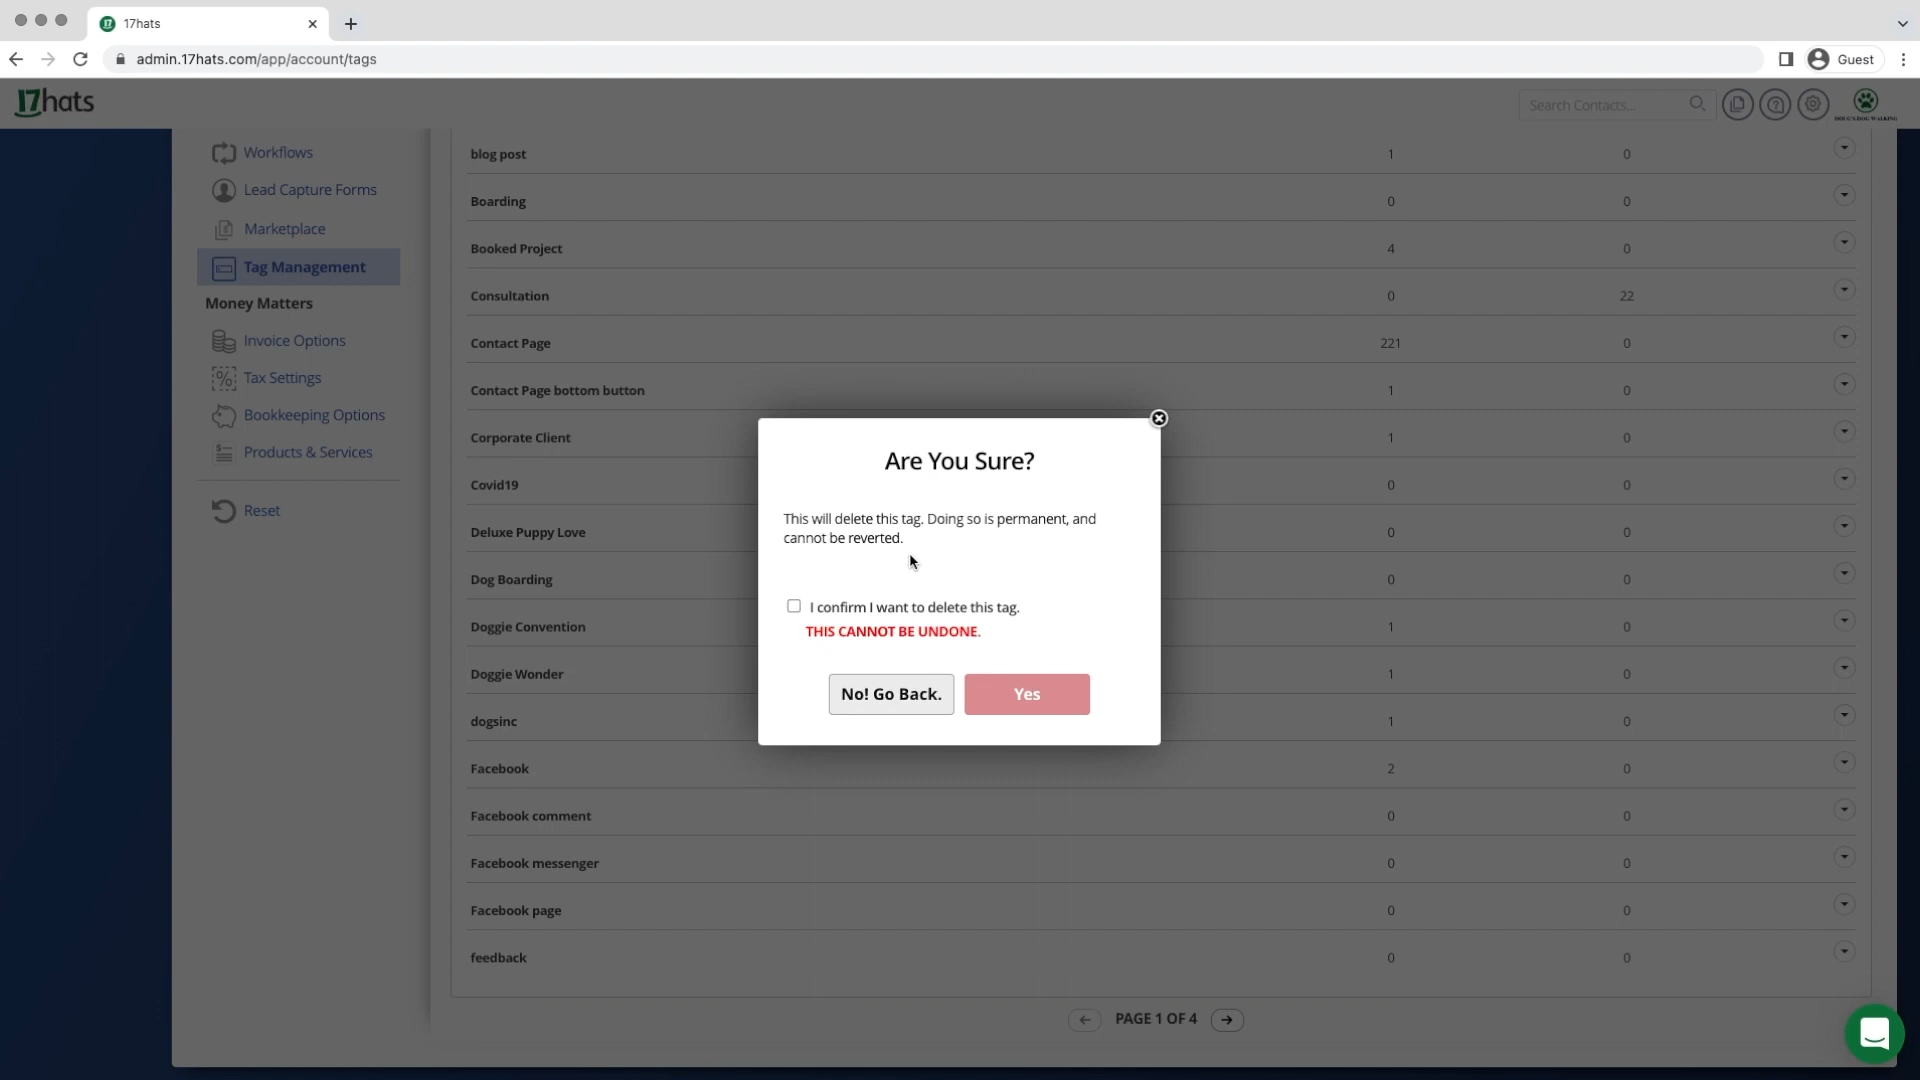 17hats
admin.17hats.com/app/account/tags
Guest
17hats
Search Contacts...
DOUG'S DOG WALKING
Workflows
Lead Capture Forms
Marketplace
Tag Management
Money Matters
Invoice Options
Tax Settings
Bookkeeping Options
Products & Services
Reset
blog post 1 0
Boarding 0 0
Booked Project 4 0
Consultation 0 22
Contact Page 221 0
Contact Page bottom button 1 0
Corporate Client 1 0
Covid19 0 0
Deluxe Puppy Love 0 0
Dog Boarding 0 0
Doggie Convention 1 0
Doggie Wonder 1 0
dogsinc 1 0
Facebook 2 0
Facebook comment 0 0
Facebook messenger 0 0
Facebook page 0 0
feedback 0 0
PAGE 1 OF 4
Are You Sure?
This will delete this tag. Doing so is permanent, and
cannot be reverted.
I confirm I want to delete this tag.
THIS CANNOT BE UNDONE.
No! Go Back.
Yes